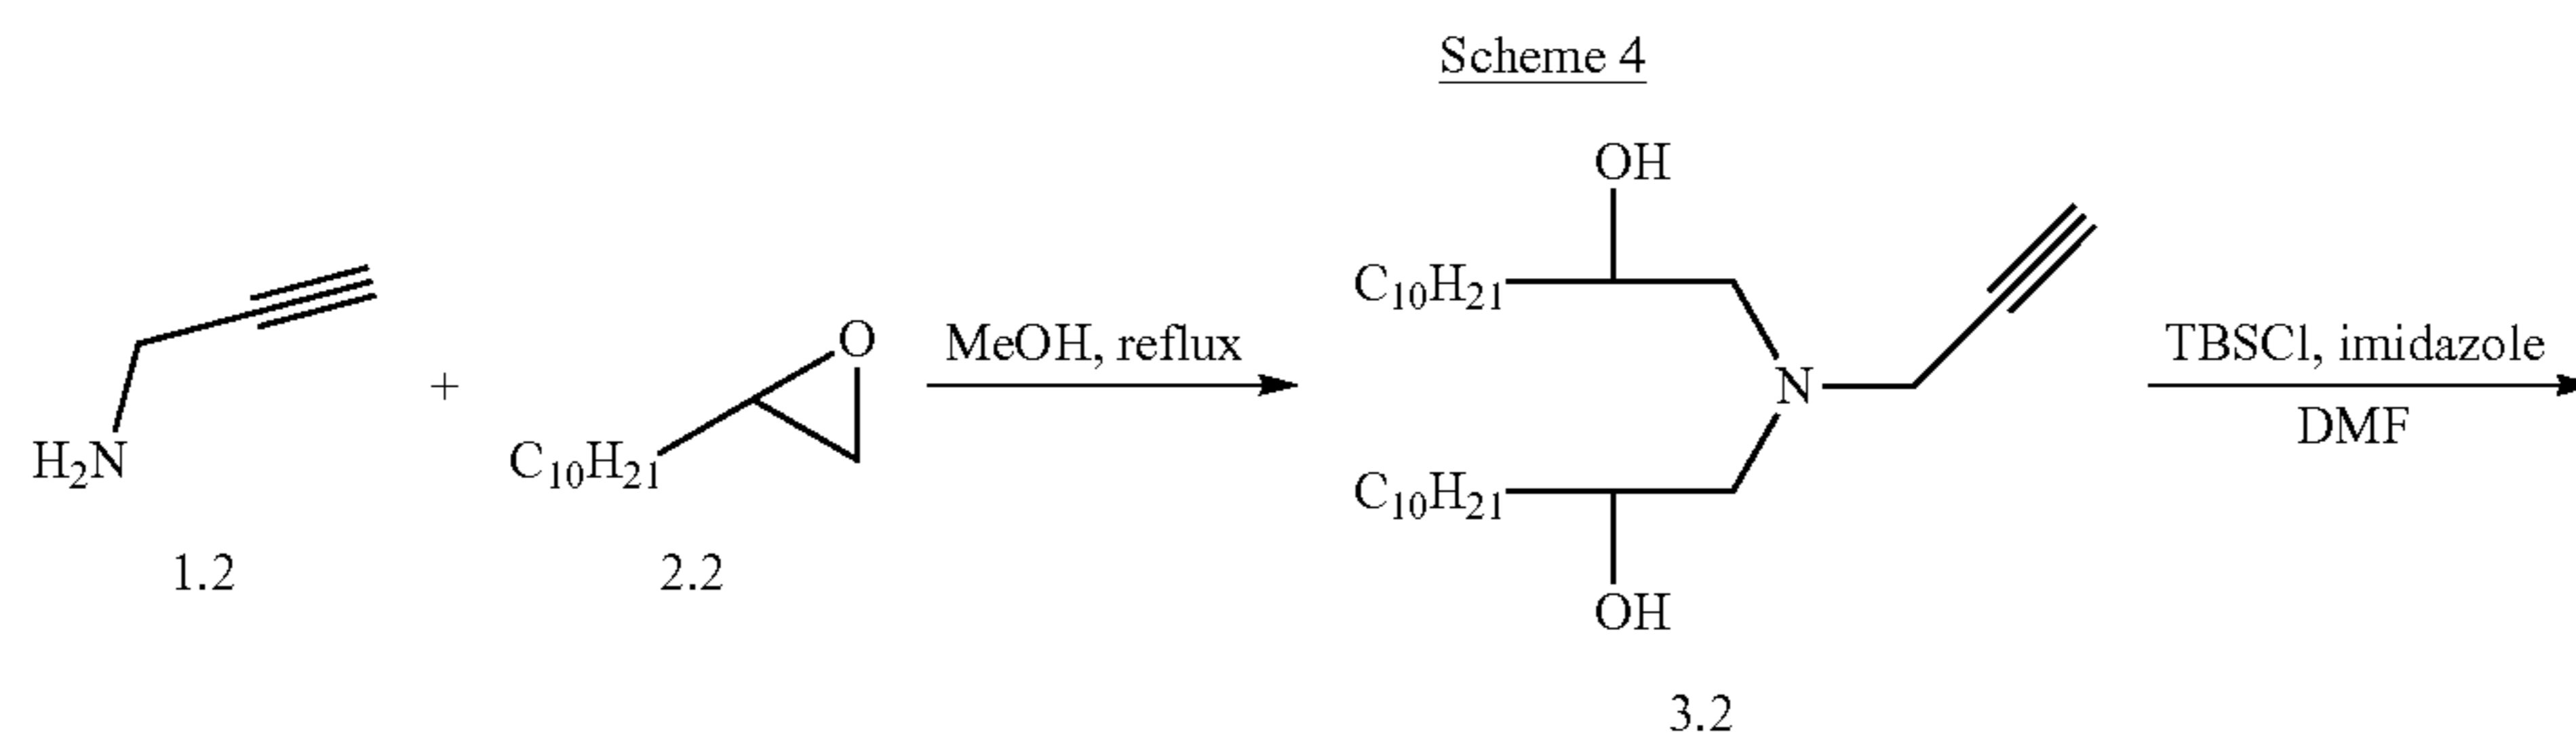 Scheme 4
H₂N
1.2
+
O
C₁₀H₂₁
2.2
MeOH, reflux
OH
C₁₀H₂₁
N
C₁₀H₂₁
OH
3.2
TBSCl, imidazole
DMF